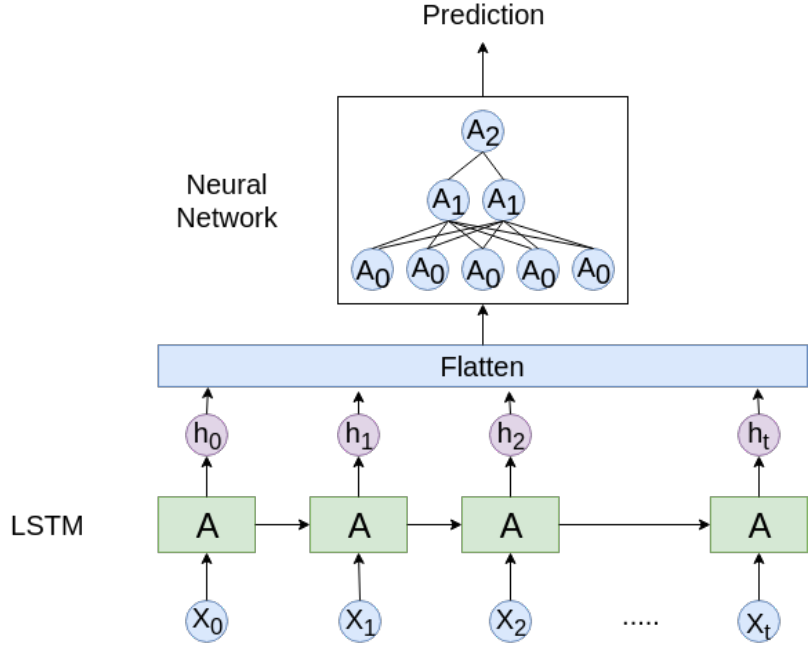 Prediction
A₂
Neural
Network
A₁ A₁
A₀ A₀ A₀ A₀ A₀
Flatten
h₀ h₁ h₂ hₜ
LSTM A A A A
X₀ X₁ X₂ ..... Xₜ